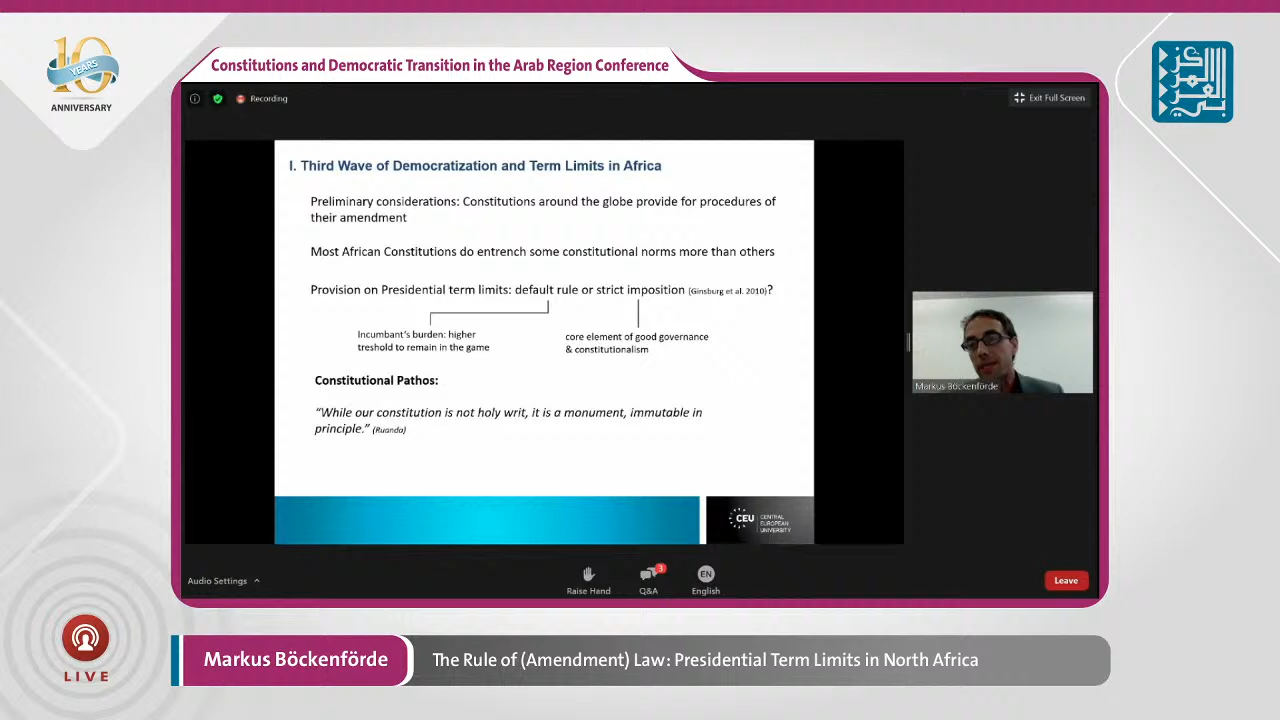 10
YEARS
ANNIVERSARY
Constitutions and Democratic Transition in the Arab Region Conference
المركز
العربي
Recording
Exit Full Screen
I. Third Wave of Democratization and Term Limits in Africa
Preliminary considerations: Constitutions around the globe provide for procedures of
their amendment
Most African Constitutions do entrench some constitutional norms more than others
Provision on Presidential term limits: default rule or strict imposition (Ginsburg et al. 2010)?
Incumbant's burden: higher
treshold to remain in the game
core element of good governance
& constitutionalism
Constitutional Pathos:
“While our constitution is not holy writ, it is a monument, immutable in
principle.” (Ruanda)
CEU
CENTRAL
EUROPEAN
UNIVERSITY
Markus Böckenförde
Audio Settings
Raise Hand
3
Q&A
EN
English
Leave
LIVE
Markus Böckenförde
The Rule of (Amendment) Law: Presidential Term Limits in North Africa